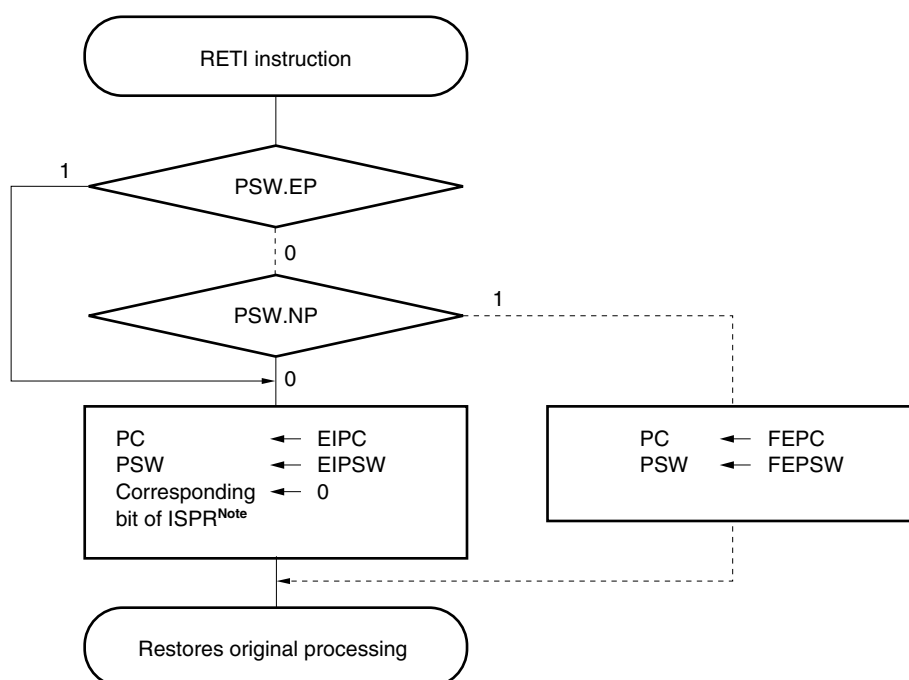 RETI instruction
1
PSW.EP
0
PSW.NP
1
0
PC ← EIPC
PSW ← EIPSW
Corresponding ← 0
bit of ISPRNote
PC ← FEPC
PSW ← FEPSW
Restores original processing